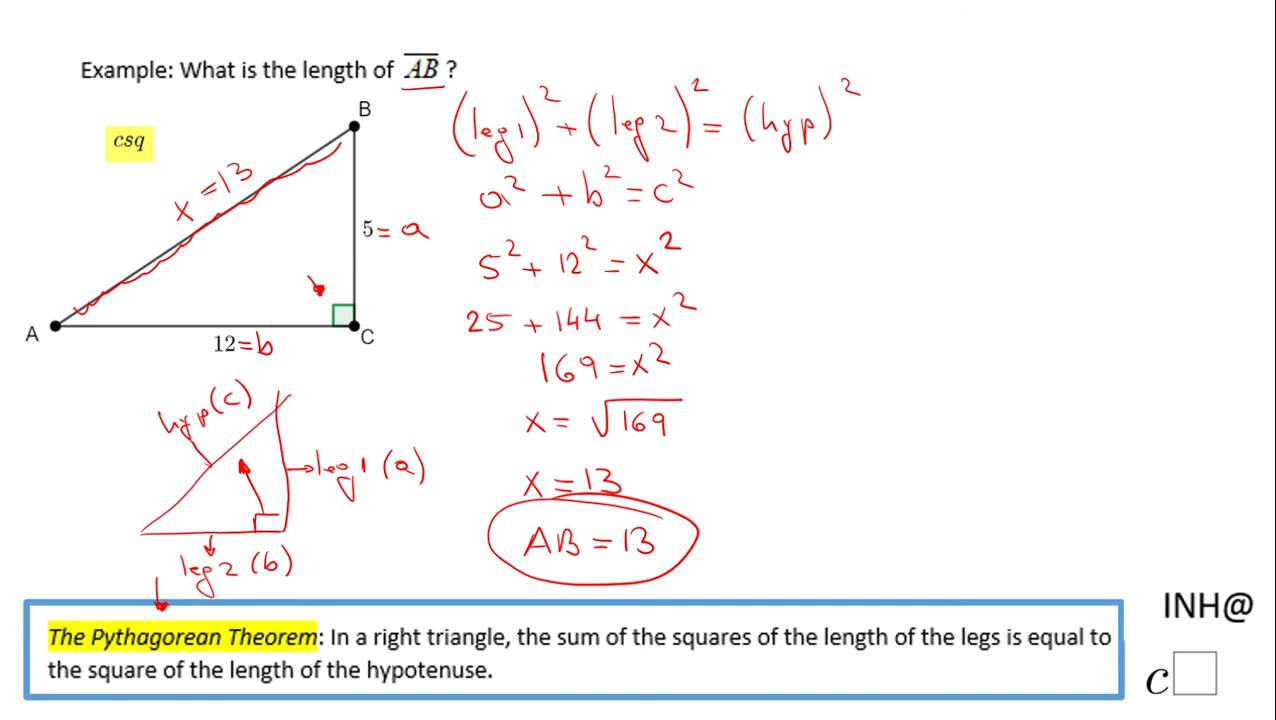 Example: What is the length of AB ?
csq
B
x = 13
5 = a
A
12 = b
C
(leg 1)² + (leg 2)² = (hyp)²
a² + b² = c²
5² + 12² = x²
25 + 144 = x²
169 = x²
x = √169
x = 13
AB = 13
hyp (c)
leg 1 (a)
leg 2 (b)
The Pythagorean Theorem: In a right triangle, the sum of the squares of the length of the legs is equal to
the square of the length of the hypotenuse.
INH@
c